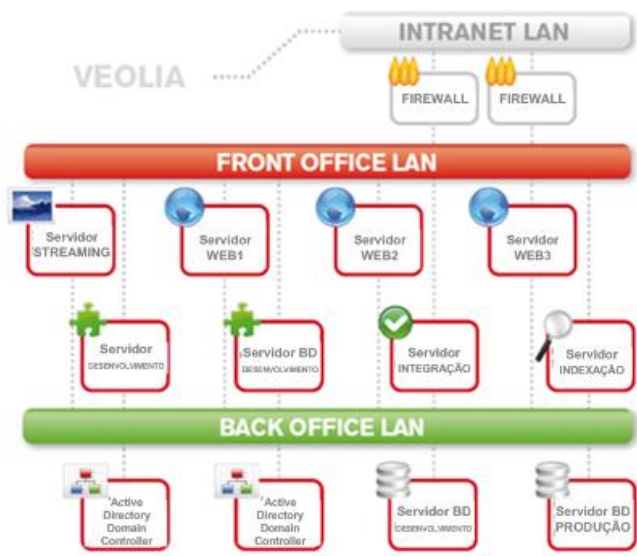 INTRANET LAN
VEOLIA
FIREWALL
FIREWALL
FRONT OFFICE LAN
Servidor
STREAMING
Servidor
WEB1
Servidor
WEB2
Servidor
WEB3
Servidor
DESENVOLVIMENTO
Servidor BD
DESENVOLVIMENTO
Servidor
INTEGRAÇÃO
Servidor
INDEXAÇÃO
BACK OFFICE LAN
Active
Directory
Domain
Controller
Active
Directory
Domain
Controller
Servidor BD
DESENVOLVIMENTO
Servidor BD
PRODUÇÃO